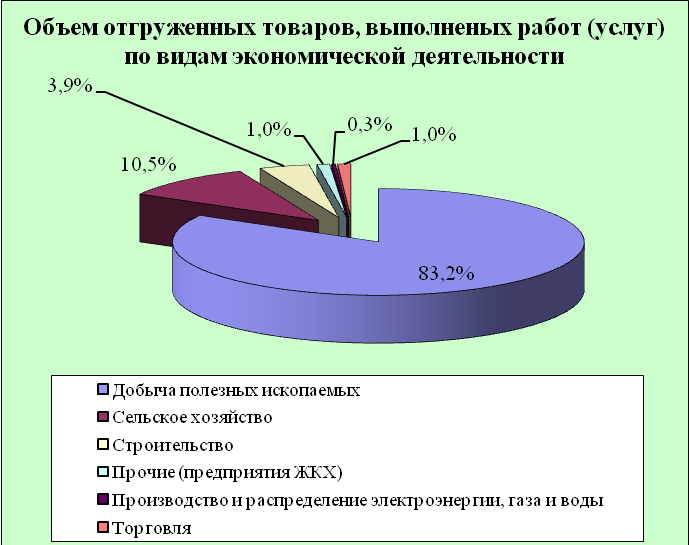 Объем отгруженных товаров, выполненых работ (услуг)
по видам экономической деятельности
3,9%
1,0%
0,3%
1,0%
10,5%
83,2%
Добыча полезных ископаемых
Сельское хозяйство
Строительство
Прочие (предприятия ЖКХ)
Производство и распределение электроэнергии, газа и воды
Торговля